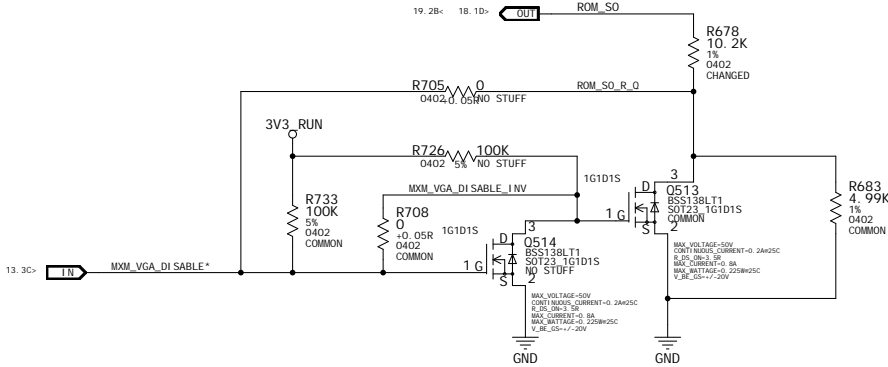 19.2B< 18.1D> OUT ROM_SO
R678
10.2K
1%
0402
CHANGED
R705 0 ROM_SO_R_Q
0402 +0.05R NO STUFF
3V3_RUN
R726 100K
0402 5% NO STUFF
R733
100K
5%
0402
COMMON
MXM_VGA_DISABLE_INV
R708
0
+0.05R
0402
COMMON
1G1D1S
D 3
Q513
BSS138LT1
SOT23_1G1D1S
COMMON
1 G
S 2
MAX_VOLTAGE=50V
CONTINUOUS_CURRENT=0.2A@25C
R_DS_ON=3.5R
MAX_CURRENT=0.8A
MAX_WATTAGE=0.225W@25C
V_BE_GS=+/-20V
R683
4.99K
1%
0402
COMMON
1G1D1S
D 3
Q514
BSS138LT1
SOT23_1G1D1S
NO STUFF
1 G
S 2
MAX_VOLTAGE=50V
CONTINUOUS_CURRENT=0.2A@25C
R_DS_ON=3.5R
MAX_CURRENT=0.8A
MAX_WATTAGE=0.225W@25C
V_BE_GS=+/-20V
13.3C> IN MXM_VGA_DISABLE*
GND
GND